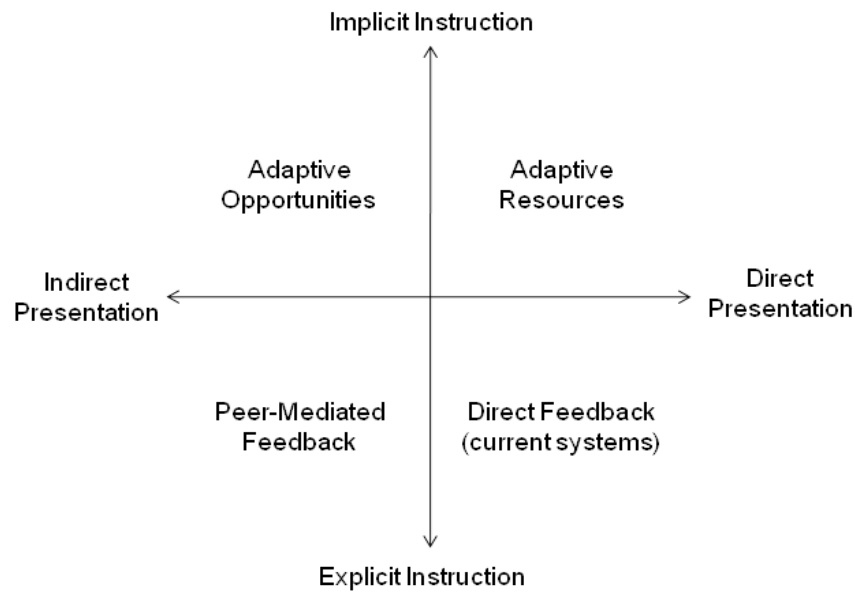 Implicit Instruction
Adaptive
Opportunities
Adaptive
Resources
Indirect
Presentation
Direct
Presentation
Peer-Mediated
Feedback
Direct Feedback
(current systems)
Explicit Instruction